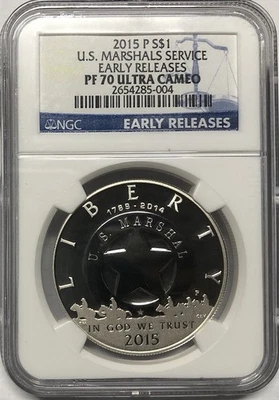 2015 P S$1
U.S. MARSHALS SERVICE
EARLY RELEASES
PF 70 ULTRA CAMEO
2654285-004
NGC EARLY RELEASES
LIBERTY
1789-2014
U.S. MARSHAL
P
IN GOD WE TRUST
2015